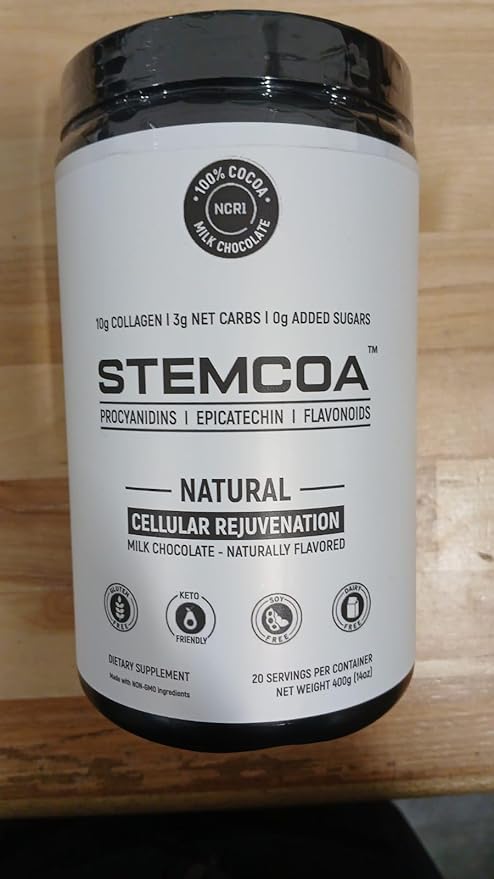 100% COCOA
NCR1
MILK CHOCOLATE
10g COLLAGEN | 3g NET CARBS | 0g ADDED SUGARS
STEMCOA™
PROCYANIDINS | EPICATECHIN | FLAVONOIDS
NATURAL
CELLULAR REJUVENATION
MILK CHOCOLATE - NATURALLY FLAVORED
GLUTEN FREE
KETO FRIENDLY
SOY FREE
DAIRY FREE
DIETARY SUPPLEMENT
Made with NON-GMO Ingredients
20 SERVINGS PER CONTAINER
NET WEIGHT 400g (14oz)